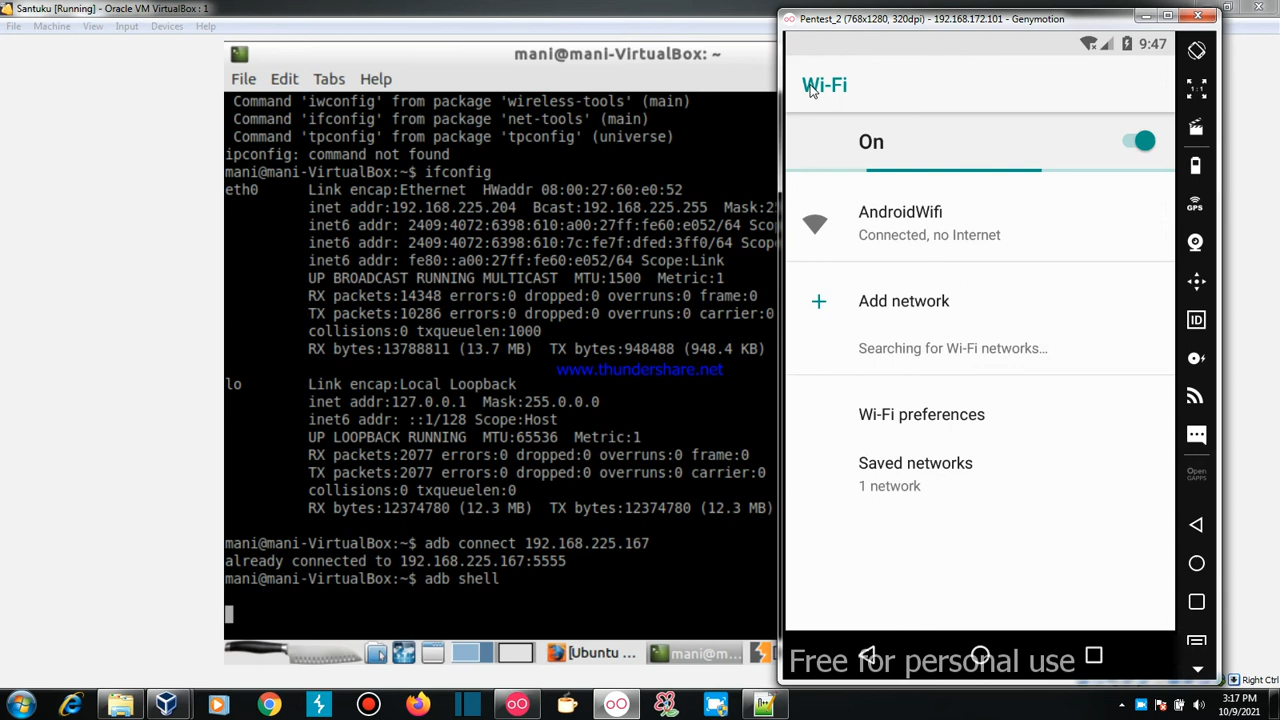 Santuku [Running] - Oracle VM VirtualBox : 1
File Machine View Input Devices Help
mani@mani-VirtualBox: ~
File Edit Tabs Help
Command 'iwconfig' from package 'wireless-tools' (main)
Command 'ifconfig' from package 'net-tools' (main)
Command 'tpconfig' from package 'tpconfig' (universe)
ipconfig: command not found
mani@mani-VirtualBox:~$ ifconfig
eth0 Link encap:Ethernet HWaddr 08:00:27:60:e0:52
inet addr:192.168.225.204 Bcast:192.168.225.255 Mask:2
inet6 addr: 2409:4072:6398:610:a00:27ff:fe60:e052/64 Sco
inet6 addr: 2409:4072:6398:610:7c:fe7f:dfed:3ff0/64 Scop
inet6 addr: fe80::a00:27ff:fe60:e052/64 Scope:Link
UP BROADCAST RUNNING MULTICAST MTU:1500 Metric:1
RX packets:14348 errors:0 dropped:0 overruns:0 frame:0
TX packets:10286 errors:0 dropped:0 overruns:0 carrier:0
collisions:0 txqueuelen:1000
RX bytes:13788811 (13.7 MB) TX bytes:948488 (948.4 KB)
www.thundershare.net
lo Link encap:Local Loopback
inet addr:127.0.0.1 Mask:255.0.0.0
inet6 addr: ::1/128 Scope:Host
UP LOOPBACK RUNNING MTU:65536 Metric:1
RX packets:2077 errors:0 dropped:0 overruns:0 frame:0
TX packets:2077 errors:0 dropped:0 overruns:0 carrier:0
collisions:0 txqueuelen:0
RX bytes:12374780 (12.3 MB) TX bytes:12374780 (12.3 MB)
mani@mani-VirtualBox:~$ adb connect 192.168.225.167
already connected to 192.168.225.167:5555
mani@mani-VirtualBox:~$ adb shell
[Ubuntu ...
mani@m...
Pentest_2 (768x1280, 320dpi) - 192.168.172.101 - Genymotion
9:47
Wi-Fi
On
AndroidWifi
Connected, no Internet
Add network
Searching for Wi-Fi networks…
Wi-Fi preferences
Saved networks
1 network
Free for personal use
1:1
GPS
ID
Open
GAPPS
Right Ctrl
3:17 PM
10/9/2021